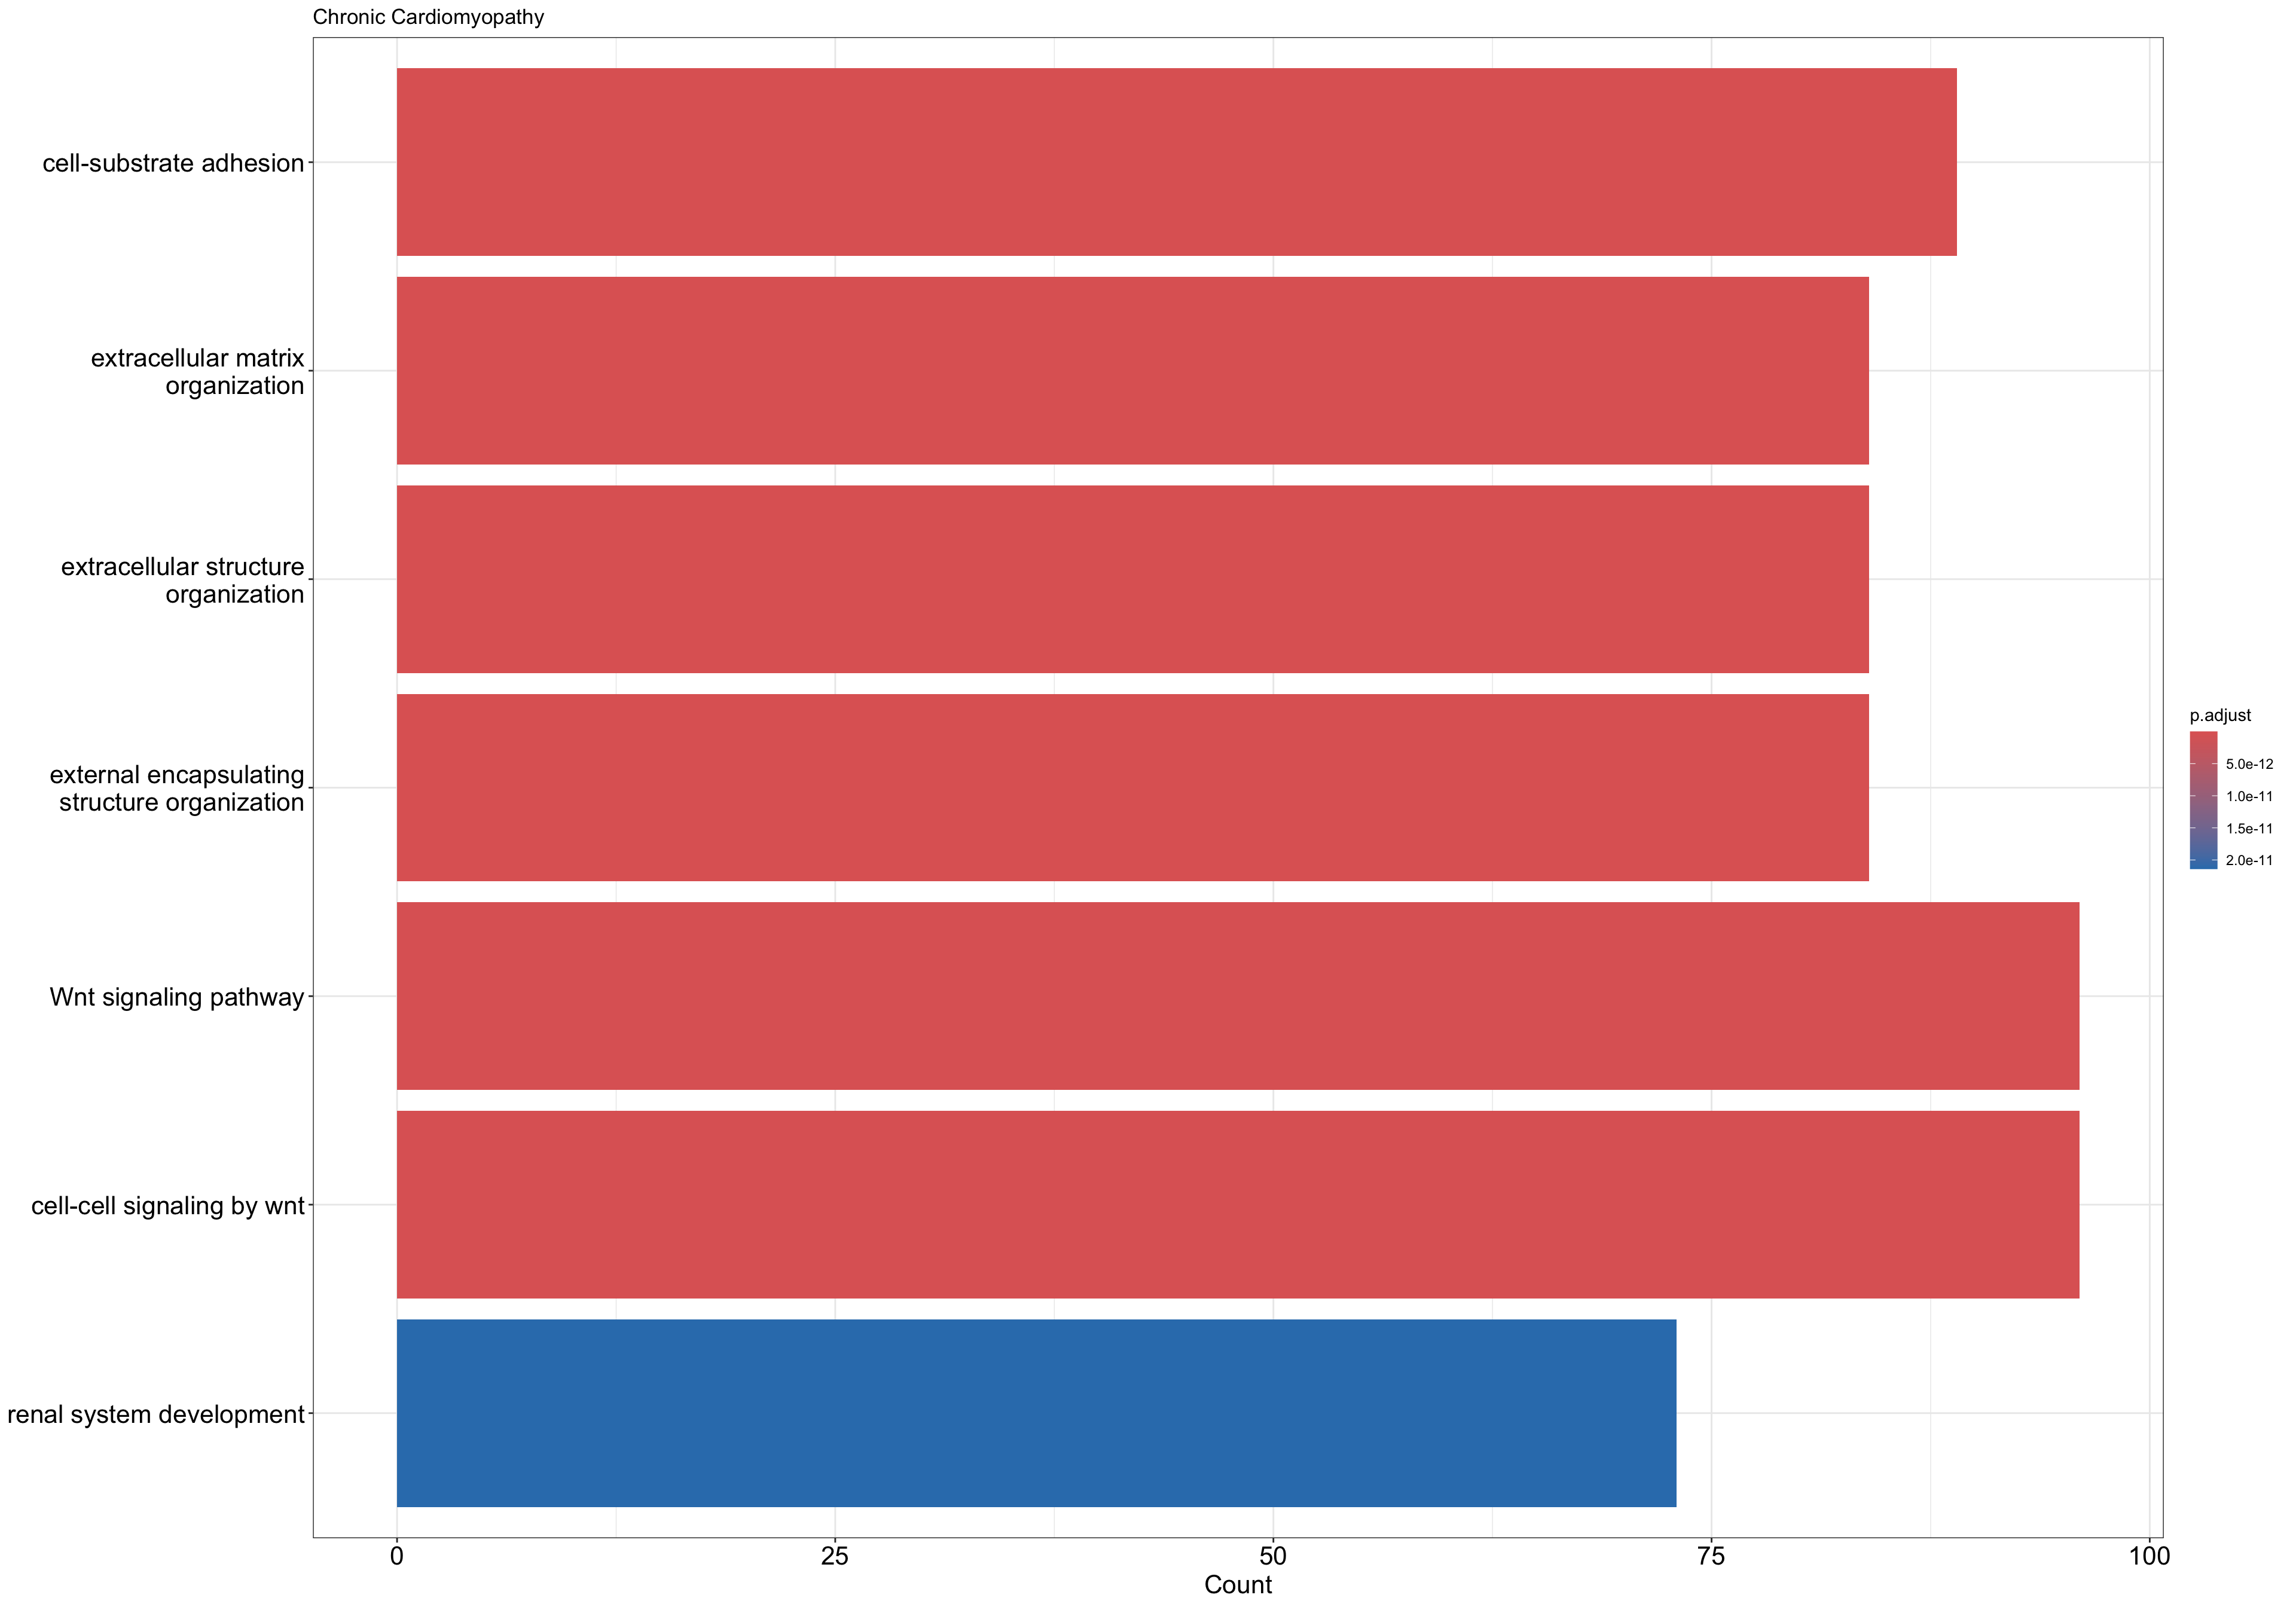 Chronic Cardiomyopathy
cell-substrate adhesion
extracellular matrix
organization
extracellular structure
organization
external encapsulating
structure organization
Wnt signaling pathway
cell-cell signaling by wnt
renal system development
0 25 50 75 100
Count
p.adjust
5.0e-12
1.0e-11
1.5e-11
2.0e-11